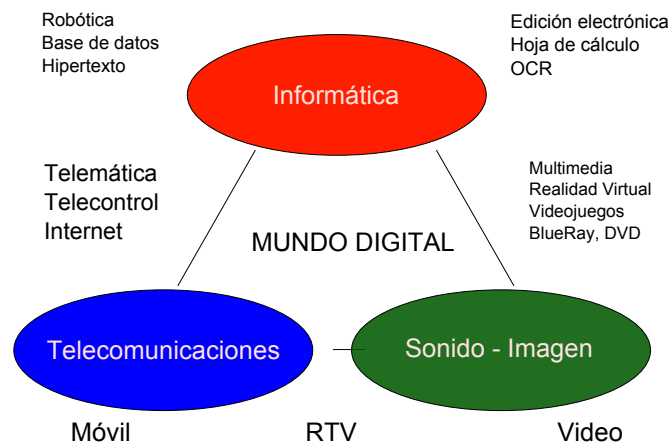 Robótica
Base de datos
Hipertexto
Edición electrónica
Hoja de cálculo
OCR
Informática
Telemática
Telecontrol
Internet
Multimedia
Realidad Virtual
Videojuegos
BlueRay, DVD
MUNDO DIGITAL
Telecomunicaciones
Sonido - Imagen
Móvil
RTV
Video